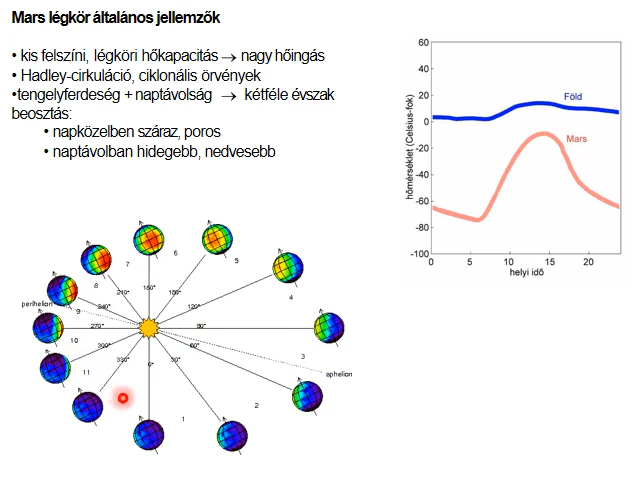 Mars légkör általános jellemzők
• kis felszíni, légköri hőkapacitás → nagy hőingás
• Hadley-cirkuláció, ciklonális örvények
•tengelyferdeség + naptávolság → kétféle évszak
beosztás:
• napközelben száraz, poros
• naptávolban hidegebb, nedvesebb
60
40
20
0
-20
-40
-60
-80
-100
hőmérséklet (Celsius-fok)
Föld
Mars
0 5 10 15 20
helyi idő
6
7
5
8
4
180°
210°
150°
perihelion
240°
120°
9
270°
90°
10
3
300°
60°
aphelion
11
330°
30°
0°
2
1